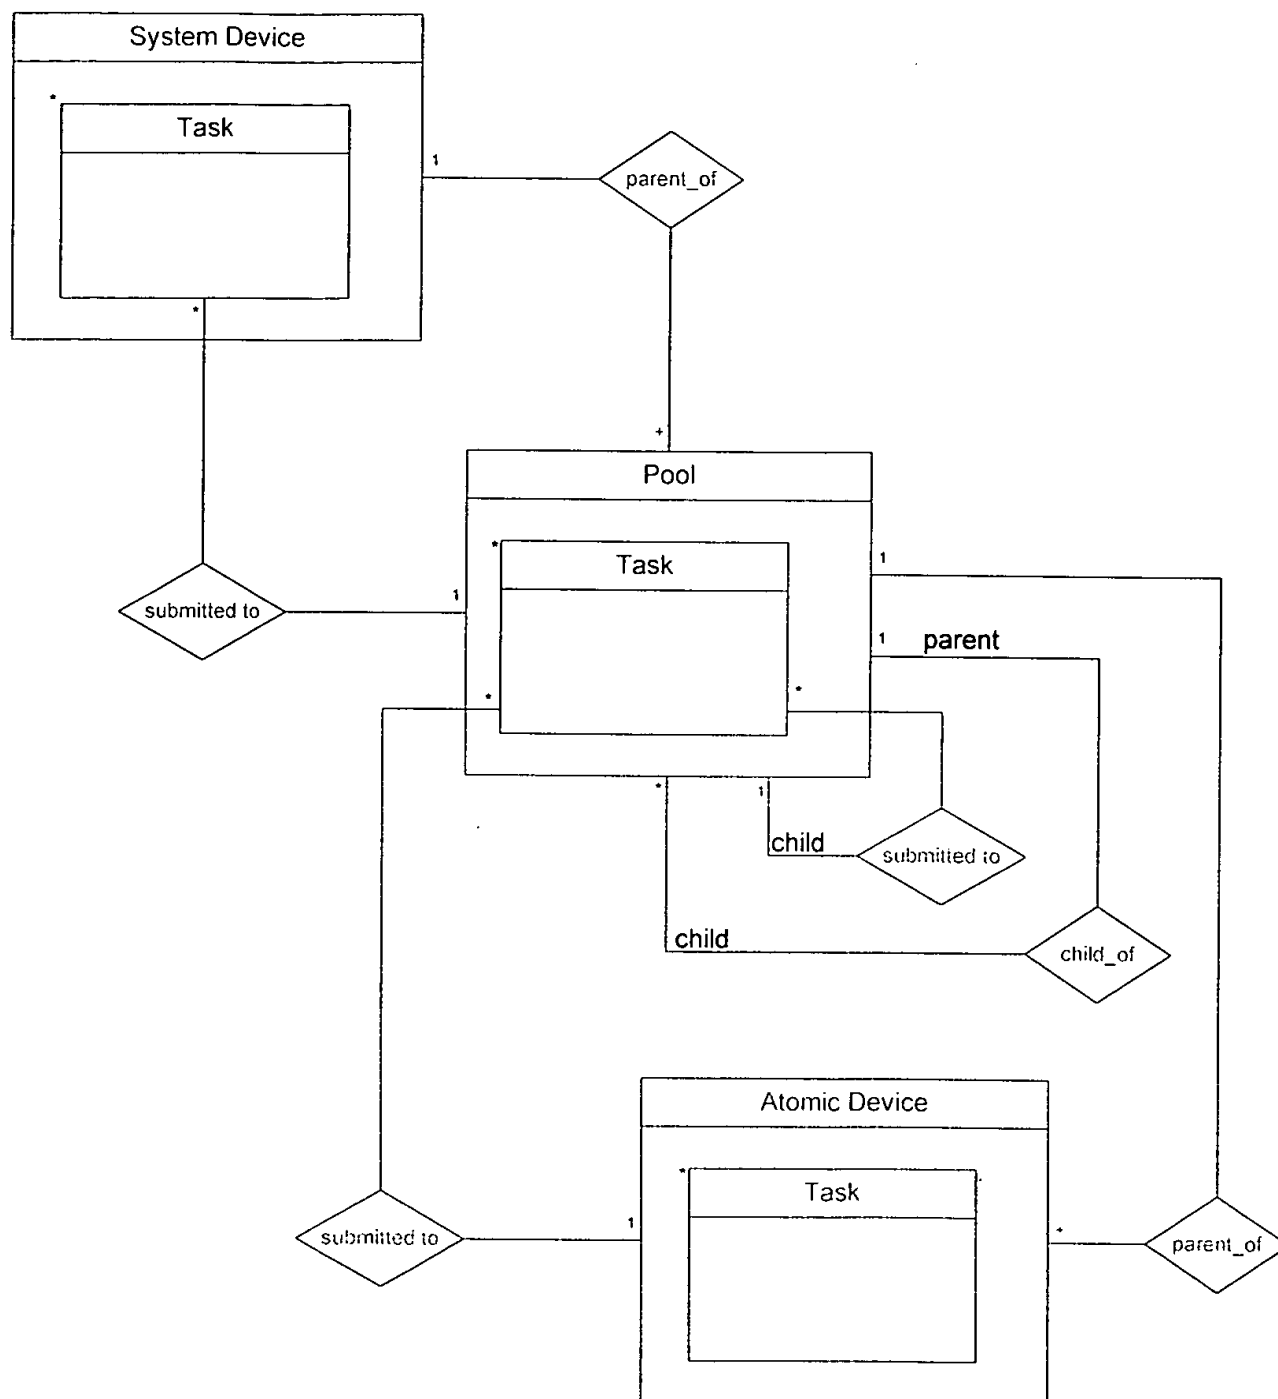 System Device
*
Task
1
parent_of
*
+
Pool
*
Task
1
1
submitted to
1
parent
*
*
*
1
child
submitted to
child
child_of
Atomic Device
*
Task
1
submitted to
+
parent_of